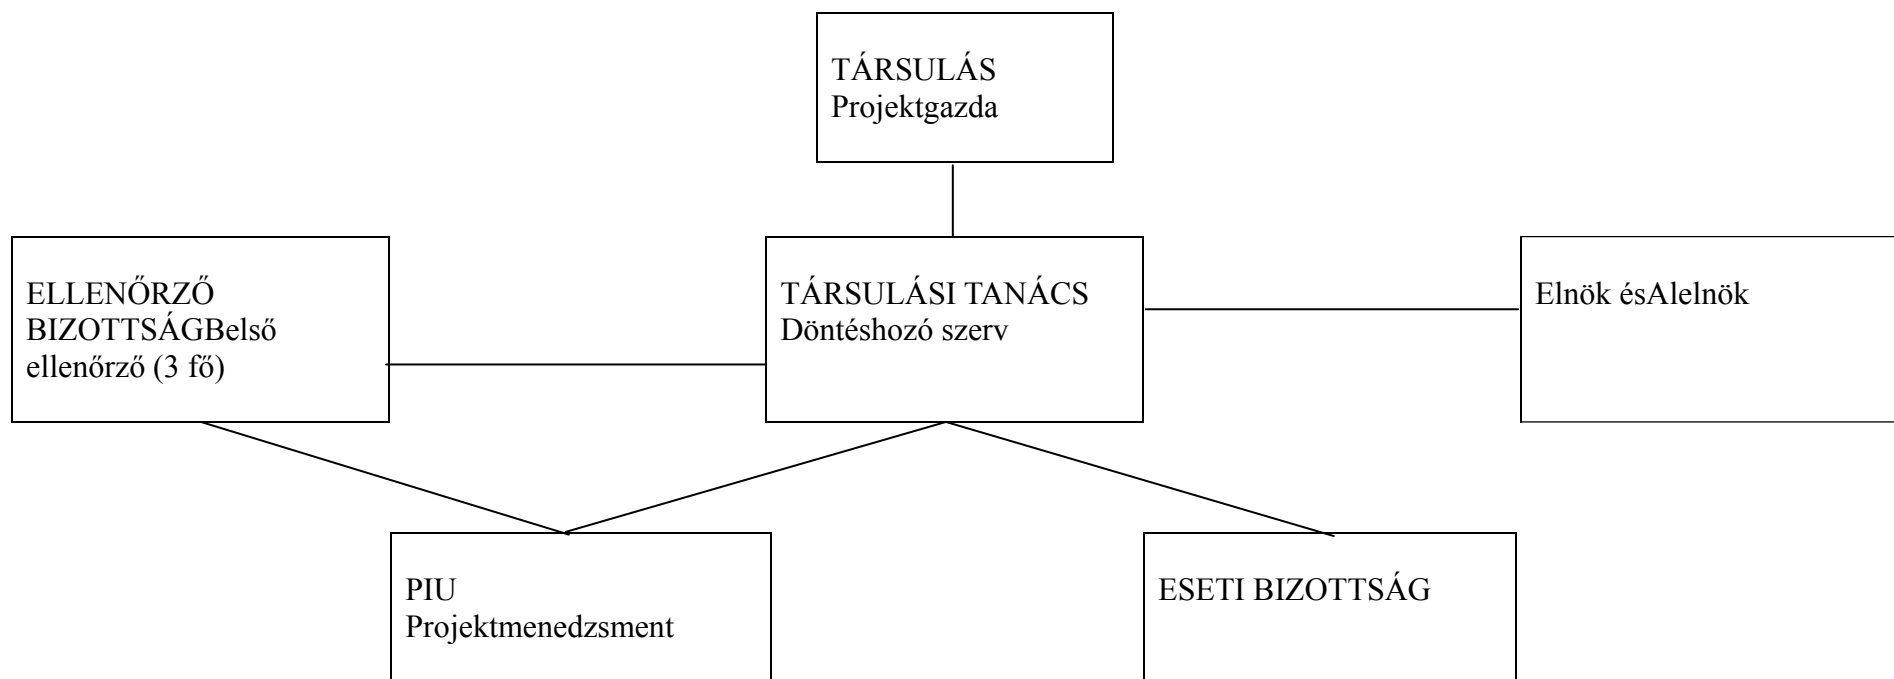 TÁRSULÁS
Projektgazda
ELLENŐRZŐ
BIZOTTSÁGBelső
ellenőrző (3 fő)
TÁRSULÁSI TANÁCS
Döntéshozó szerv
Elnök ésAlelnök
PIU
Projektmenedzsment
ESETI BIZOTTSÁG